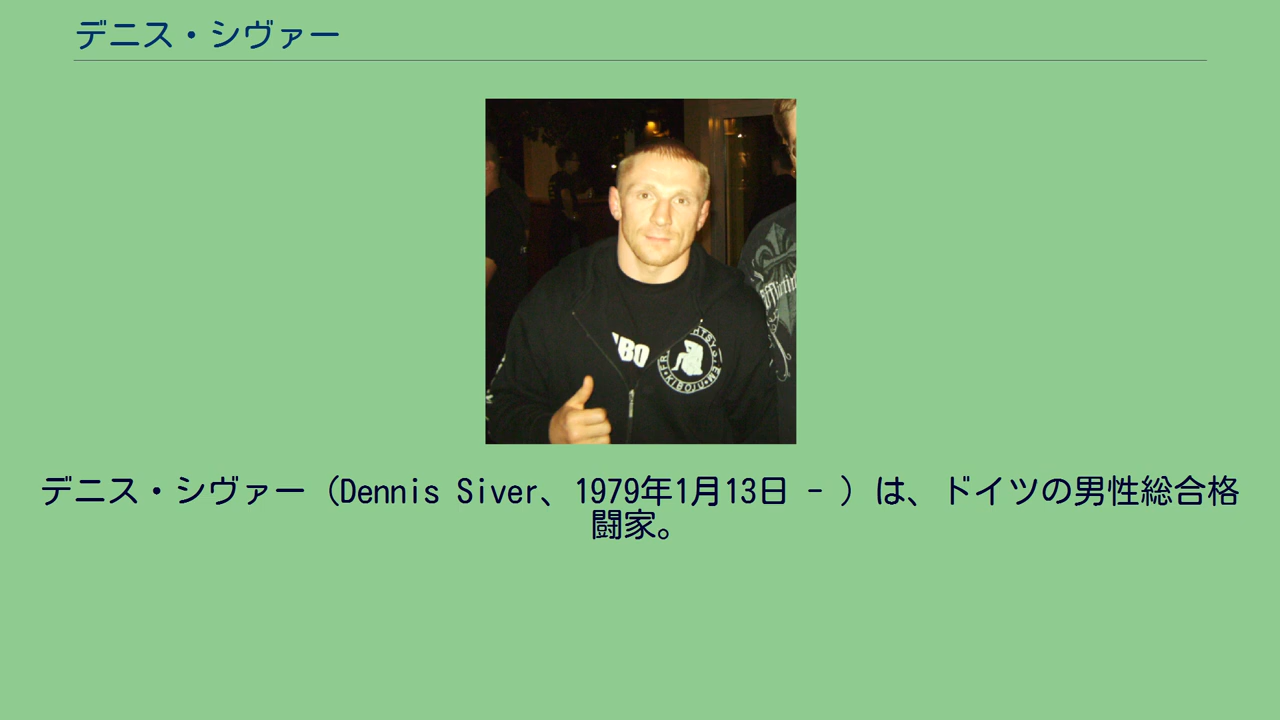 デニス・シヴァー
デニス・シヴァー（Dennis Siver、1979年1月13日 - ）は、ドイツの男性総合格
闘家。